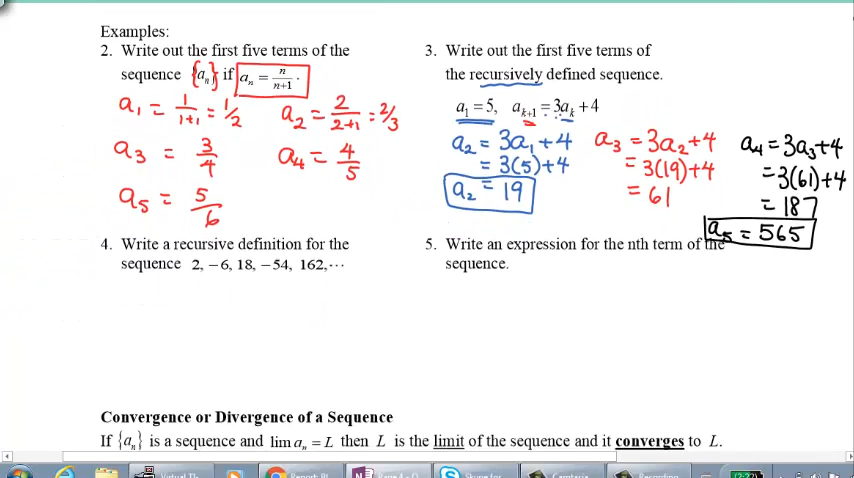 Examples:
2. Write out the first five terms of the
sequence {aₙ} if aₙ = n/(n+1).
a₁ = 1/(1+1) = 1/2
a₂ = 2/(2+1) = 2/3
a₃ = 3/4
a₄ = 4/5
a₅ = 5/6
3. Write out the first five terms of
the recursively defined sequence.
a₁ = 5, aₖ₊₁ = 3aₖ + 4
a₂ = 3a₁ + 4
= 3(5) + 4
a₂ = 19
a₃ = 3a₂ + 4
= 3(19) + 4
= 61
a₄ = 3a₃ + 4
= 3(61) + 4
= 187
a₅ = 565
4. Write a recursive definition for the
sequence 2, −6, 18, −54, 162, ⋯
5. Write an expression for the nth term of the
sequence.
Convergence or Divergence of a Sequence
If {aₙ} is a sequence and lim aₙ = L then L is the limit of the sequence and it converges to L.
Skype for
Camtasia
Recording